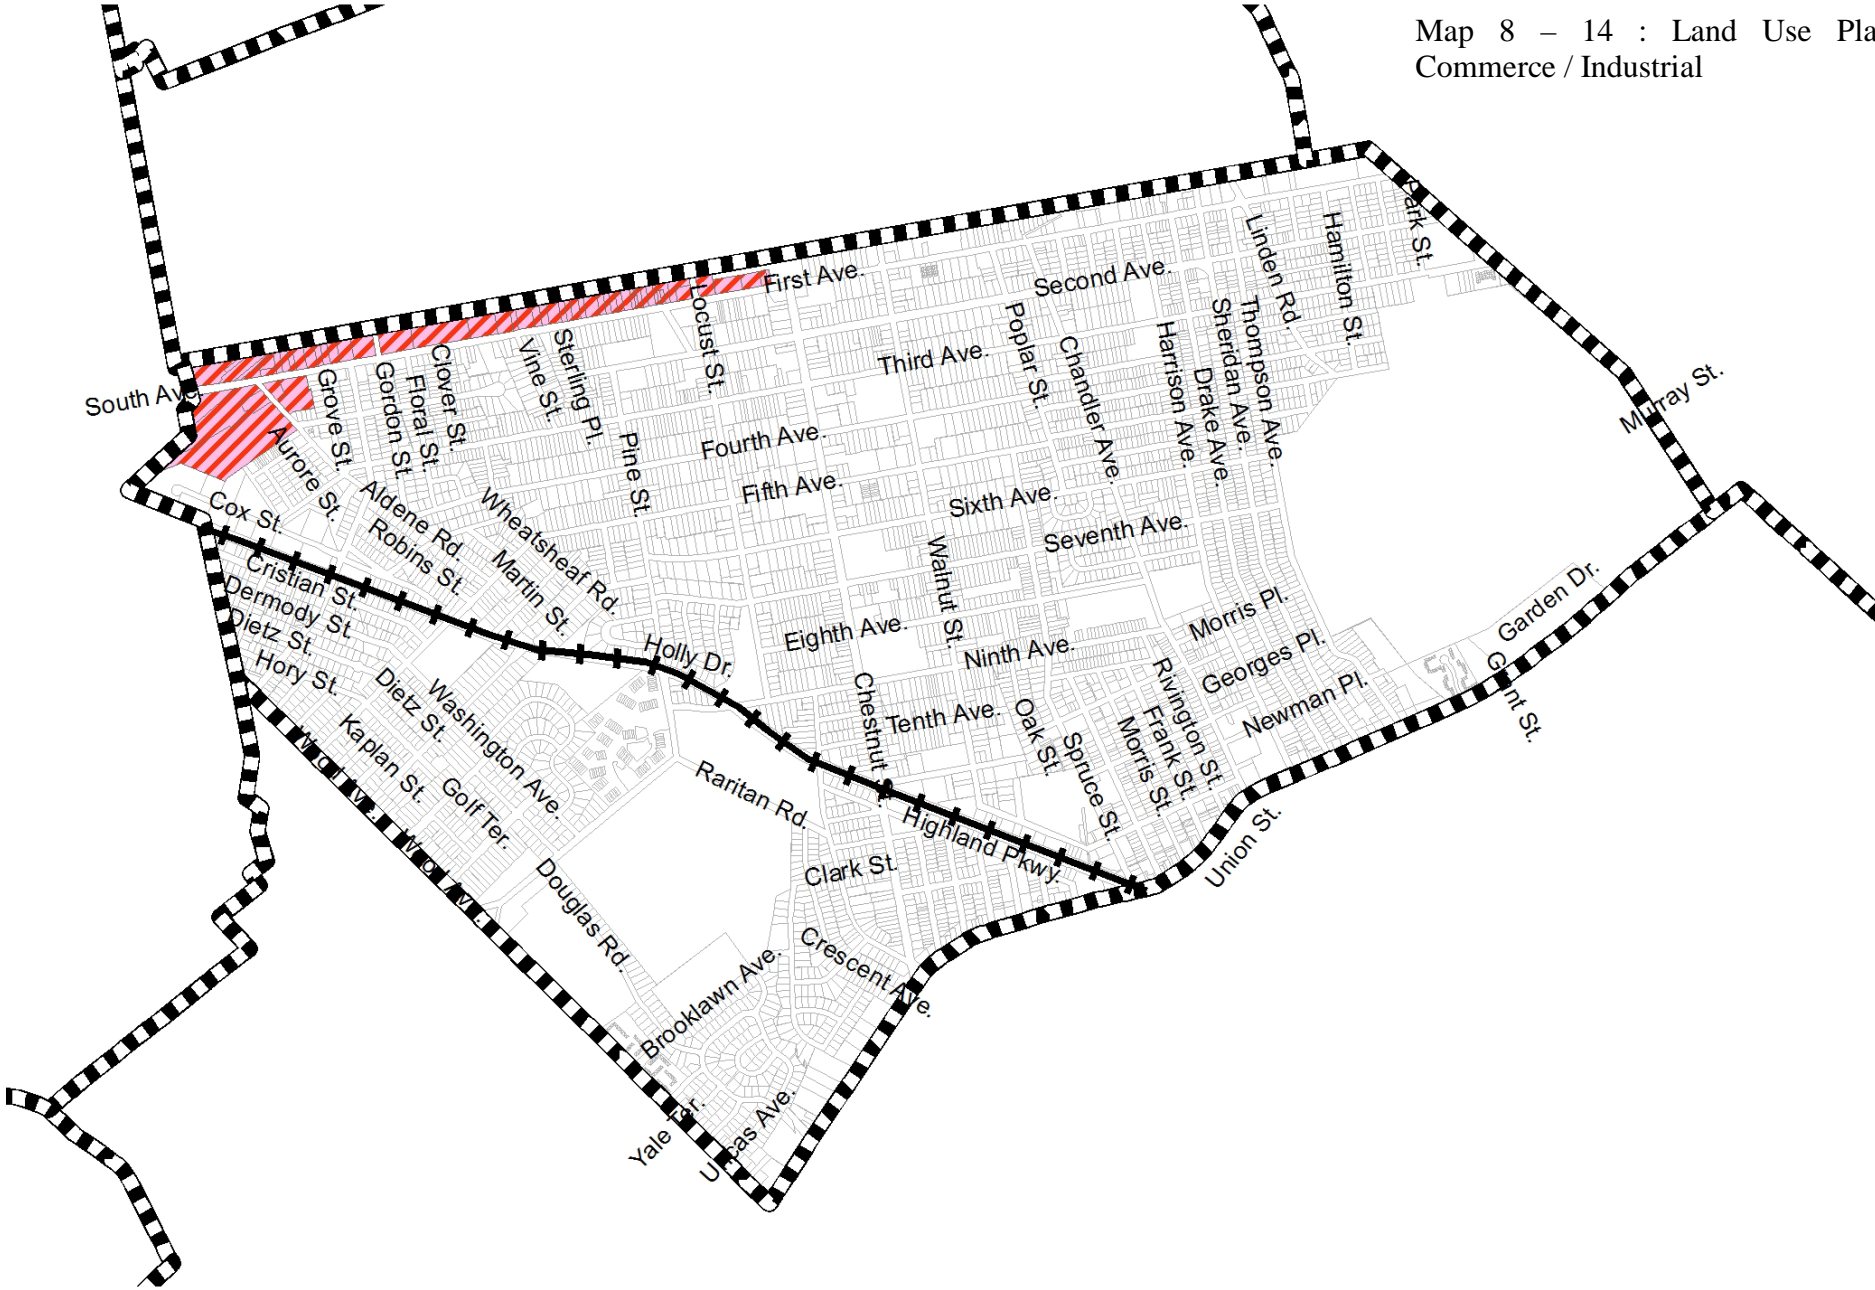 Map 8 – 14 : Land Use Pla
Commerce / Industrial
Park St.
Hamilton St.
Linden Rd.
First Ave.
Second Ave.
Locust St.
Thompson Ave.
Sheridan Ave.
Poplar St.
Harrison Ave.
Sterling Pl.
Vine St.
Clover St.
Chandler Ave.
Third Ave.
Drake Ave.
Gordon St.
Floral St.
Grove St.
South Ave.
Murray St.
Pine St.
Fourth Ave.
Aurore St.
Fifth Ave.
Aldene Rd.
Sixth Ave.
Wheatsheaf Rd.
Cox St.
Seventh Ave.
Robins St.
Walnut St.
Martin St.
Cristian St.
Garden Dr.
Dermody St.
Morris Pl.
Dietz St.
Eighth Ave.
Holly Dr.
Georges Pl.
Hory St.
Ninth Ave.
Rivington St.
Dietz St.
Washington Ave.
Chestnut St.
Newman Pl.
Grant St.
Tenth Ave.
Oak St.
Frank St.
Morris St.
Kaplan St.
Wood Ave.
Spruce St.
Raritan Rd.
Golf Ter.
Highland Pkwy.
Union St.
Wood Ave.
Clark St.
Douglas Rd.
Crescent Ave.
Brooklawn Ave.
Yale Ter.
Ave.